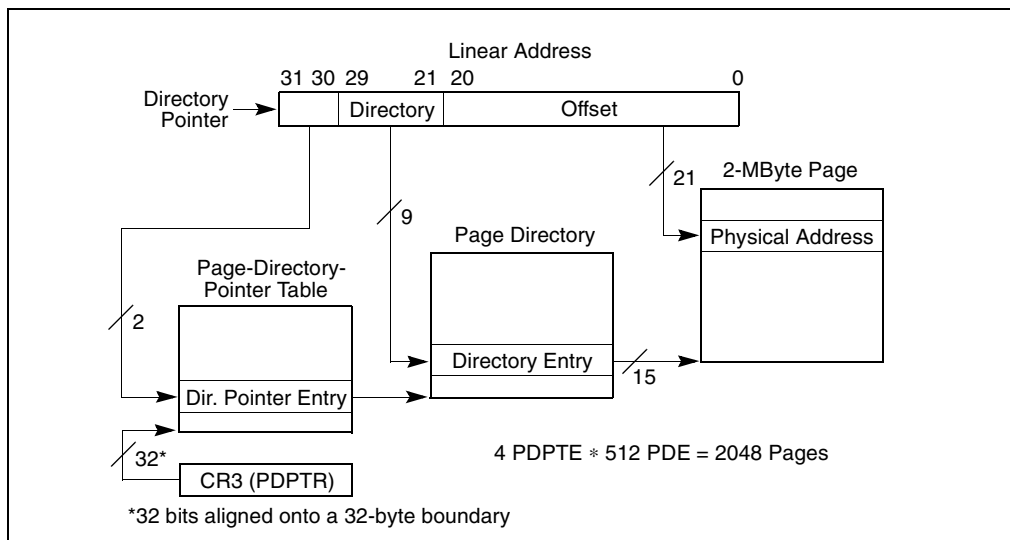 Linear Address
31 30 29 21 20 0
Directory Pointer
Directory
Offset
21
2-MByte Page
9
Physical Address
Page Directory
Page-Directory-
Pointer Table
2
Directory Entry
15
Dir. Pointer Entry
32*
4 PDPTE * 512 PDE = 2048 Pages
CR3 (PDPTR)
*32 bits aligned onto a 32-byte boundary